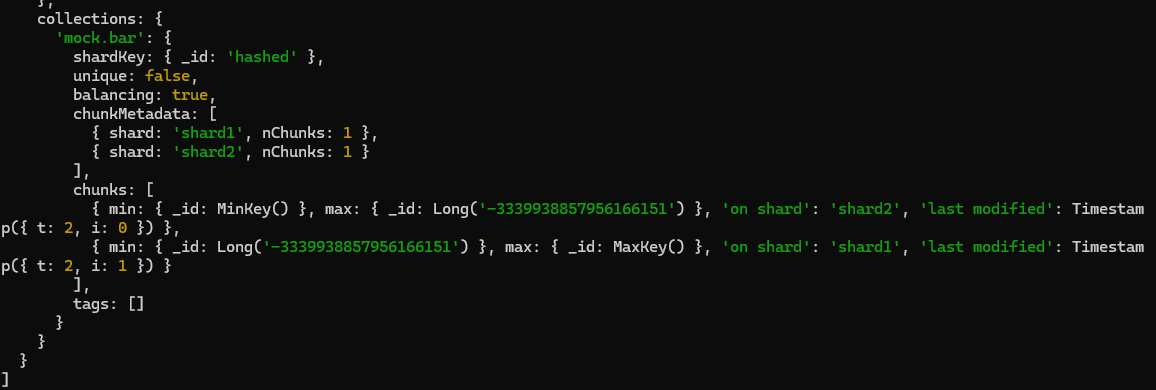 },
collections: {
'mock.bar': {
shardKey: { _id: 'hashed' },
unique: false,
balancing: true,
chunkMetadata: [
{ shard: 'shard1', nChunks: 1 },
{ shard: 'shard2', nChunks: 1 }
],
chunks: [
{ min: { _id: MinKey() }, max: { _id: Long('-3339938857956166151') }, 'on shard': 'shard2', 'last modified': Timestam
p({ t: 2, i: 0 }) },
{ min: { _id: Long('-3339938857956166151') }, max: { _id: MaxKey() }, 'on shard': 'shard1', 'last modified': Timestam
p({ t: 2, i: 1 }) }
],
tags: []
}
}
}
]